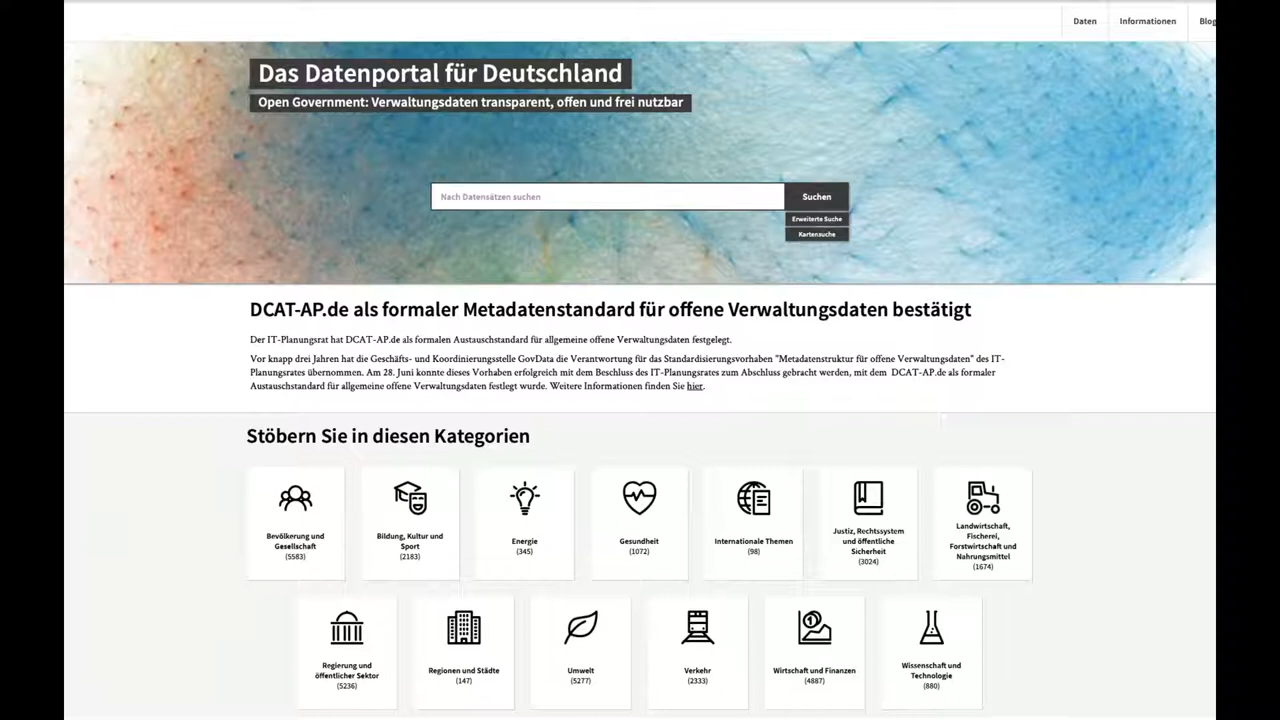 Daten
Informationen
Blog
Das Datenportal für Deutschland
Open Government: Verwaltungsdaten transparent, offen und frei nutzbar
Nach Datensätzen suchen
Suchen
Erweiterte Suche
Kartensuche
DCAT-AP.de als formaler Metadatenstandard für offene Verwaltungsdaten bestätigt
Der IT-Planungsrat hat DCAT-AP.de als formalen Austauschstandard für allgemeine offene Verwaltungsdaten festgelegt.
Vor knapp drei Jahren hat die Geschäfts- und Koordinierungsstelle GovData die Verantwortung für das Standardisierungsvorhaben "Metadatenstruktur für offene Verwaltungsdaten" des IT-
Planungsrates übernommen. Am 28. Juni konnte dieses Vorhaben erfolgreich mit dem Beschluss des IT-Planungsrates zum Abschluss gebracht werden, mit dem DCAT-AP.de als formaler
Austauschstandard für allgemeine offene Verwaltungsdaten festlegt wurde. Weitere Informationen finden Sie hier.
Stöbern Sie in diesen Kategorien
Bevölkerung und
Gesellschaft
(5583)
Bildung, Kultur und
Sport
(2183)
Energie
(345)
Gesundheit
(1072)
Internationale Themen
(98)
Justiz, Rechtssystem
und öffentliche
Sicherheit
(3024)
Landwirtschaft,
Fischerei,
Forstwirtschaft und
Nahrungsmittel
(1674)
Regierung und
öffentlicher Sektor
(5236)
Regionen und Städte
(147)
Umwelt
(5277)
Verkehr
(2333)
Wirtschaft und Finanzen
(4887)
Wissenschaft und
Technologie
(880)